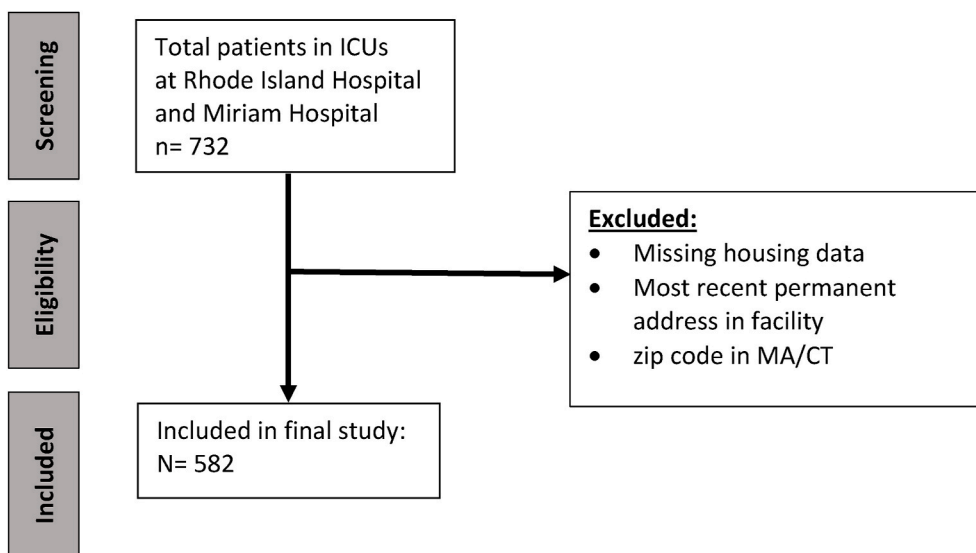 Screening
Total patients in ICUs
at Rhode Island Hospital
and Miriam Hospital
n= 732
Eligibility
Excluded:
• Missing housing data
• Most recent permanent
address in facility
• zip code in MA/CT
Included
Included in final study:
N= 582